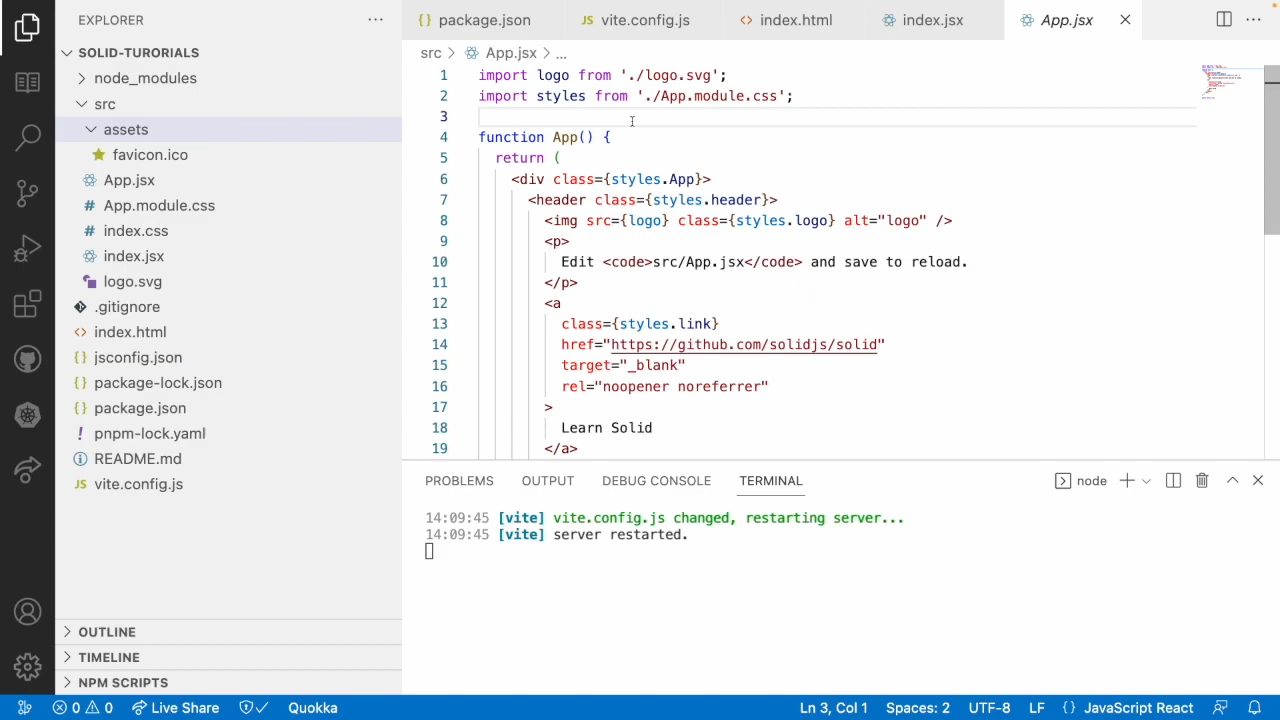 EXPLORER
SOLID-TURORIALS
node_modules
src
assets
favicon.ico
App.jsx
App.module.css
index.css
index.jsx
logo.svg
.gitignore
index.html
jsconfig.json
package-lock.json
package.json
pnpm-lock.yaml
README.md
vite.config.js
OUTLINE
TIMELINE
NPM SCRIPTS
package.json vite.config.js index.html index.jsx App.jsx
src > App.jsx > ...
1 import logo from './logo.svg';
2 import styles from './App.module.css';
3
4 function App() {
5 return (
6 <div class={styles.App}>
7 <header class={styles.header}>
8 <img src={logo} class={styles.logo} alt="logo" />
9 <p>
10 Edit <code>src/App.jsx</code> and save to reload.
11 </p>
12 <a
13 class={styles.link}
14 href="https://github.com/solidjs/solid"
15 target="_blank"
16 rel="noopener noreferrer"
17 >
18 Learn Solid
19 </a>
PROBLEMS OUTPUT DEBUG CONSOLE TERMINAL node
14:09:45 [vite] vite.config.js changed, restarting server...
14:09:45 [vite] server restarted.
0 0 Live Share Quokka Ln 3, Col 1 Spaces: 2 UTF-8 LF {} JavaScript React